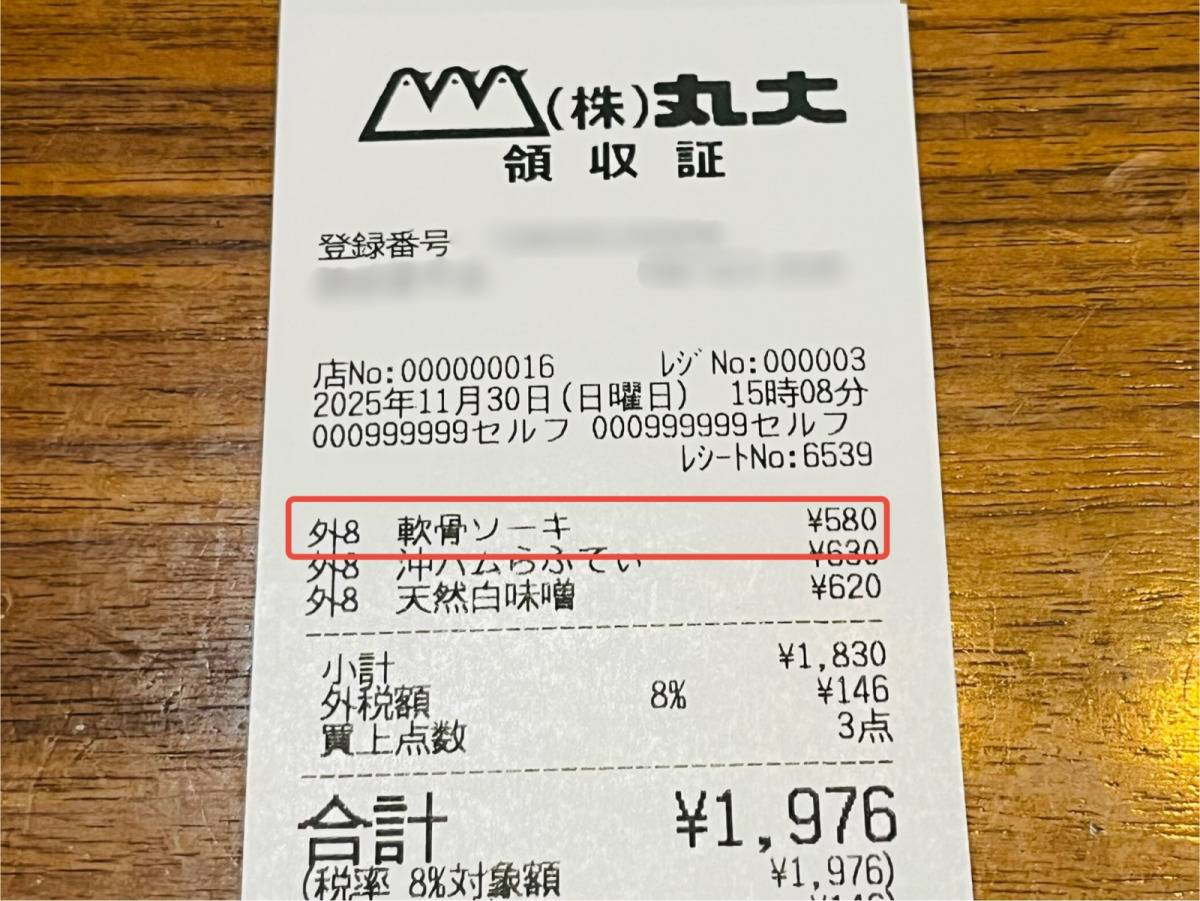 (株)丸大
領収証
登録番号
店No:000000016 レジNo:000003
2025年11月30日(日曜日) 15時08分
000999999セルフ 000999999セルフ
レシートNo:6539
外8 軟骨ソーキ ¥580
外8 沖ハムらふてぃ ¥630
外8 天然白味噌 ¥620
小計 ¥1,830
外税額 8% ¥146
買上点数 3点
合計 ¥1,976
(税率 8%対象額 ¥1,976)